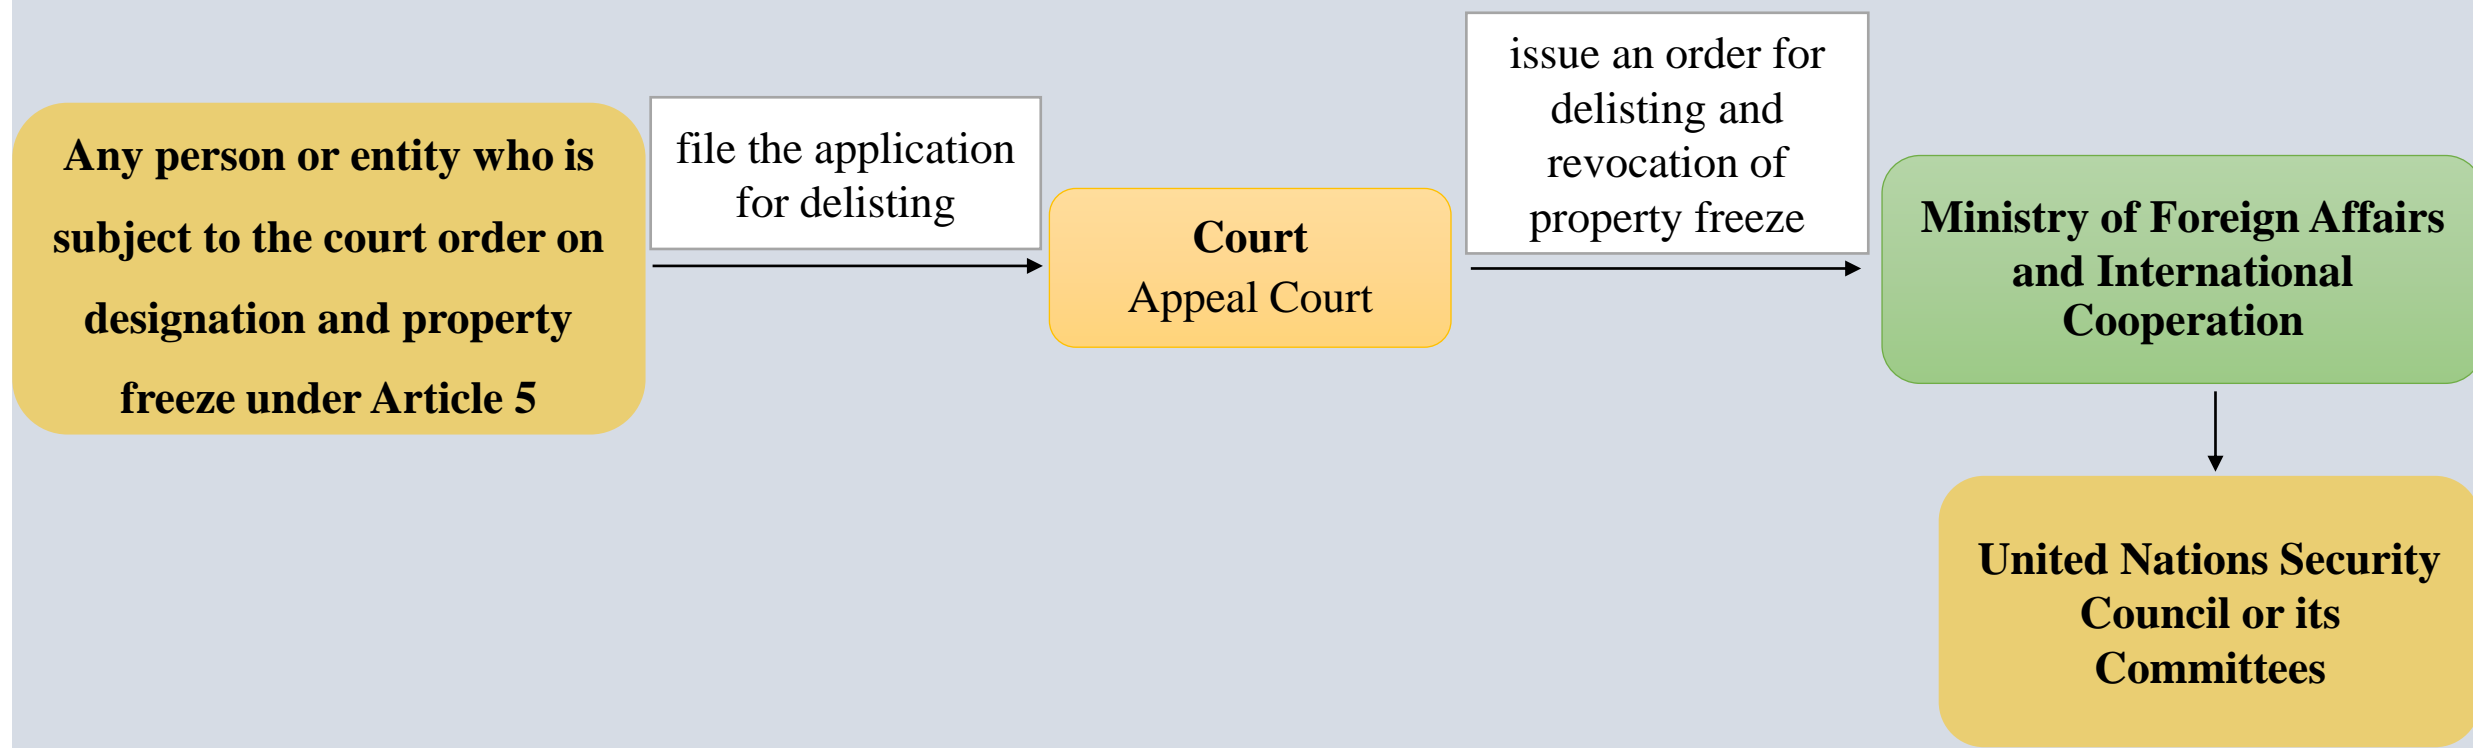 Any person or entity who is
subject to the court order on
designation and property
freeze under Article 5
file the application
for delisting
Court
Appeal Court
issue an order for
delisting and
revocation of
property freeze
Ministry of Foreign Affairs
and International
Cooperation
United Nations Security
Council or its
Committees